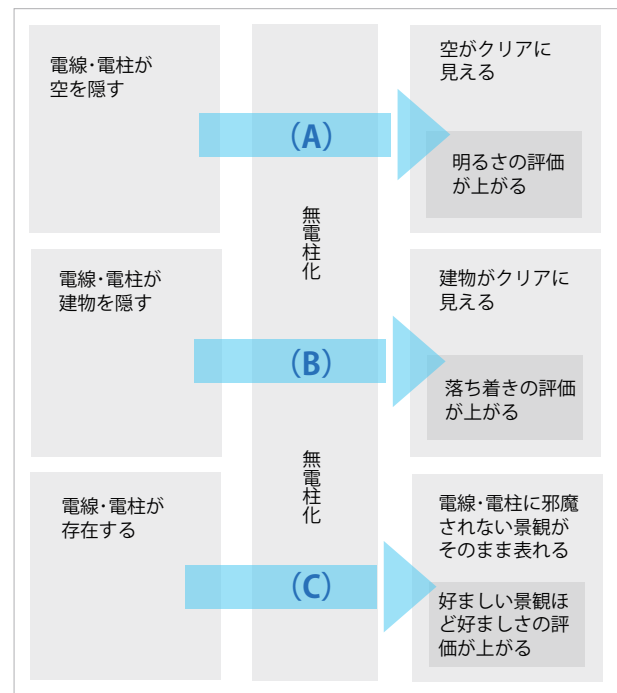 電線・電柱が
空を隠す
(A)
空がクリアに
見える
明るさの評価
が上がる
無電柱化
電線・電柱が
建物を隠す
(B)
建物がクリアに
見える
落ち着きの評価
が上がる
無電柱化
電線・電柱が
存在する
(C)
電線・電柱に邪魔
されない景観が
そのまま表れる
好ましい景観ほ
ど好ましさの評
価が上がる